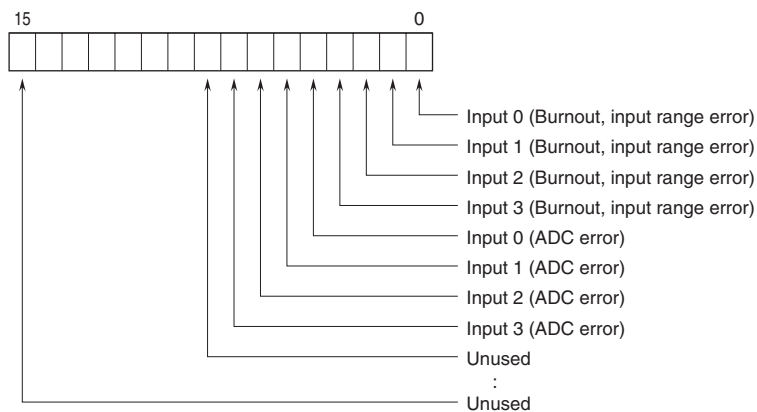 15 0
Input 0 (Burnout, input range error)
Input 1 (Burnout, input range error)
Input 2 (Burnout, input range error)
Input 3 (Burnout, input range error)
Input 0 (ADC error)
Input 1 (ADC error)
Input 2 (ADC error)
Input 3 (ADC error)
Unused
:
Unused